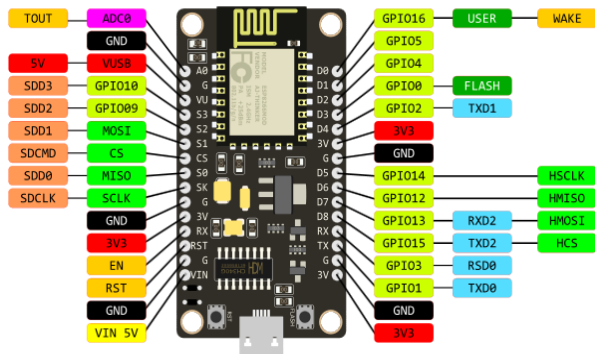 TOUT ADC0 GPIO16 USER WAKE
GND GPIO5
5V VUSB GPIO4
SDD3 GPIO10 GPIO0 FLASH
SDD2 GPIO09 GPIO2 TXD1
SDD1 MOSI 3V3
SDCMD CS GND
SDD0 MISO GPIO14 HSCLK
SDCLK SCLK GPIO12 HMISO
GND GPIO13 RXD2 HMOSI
3V3 GPIO15 TXD2 HCS
EN GPIO3 RSD0
RST GPIO1 TXD0
GND GND
VIN 5V 3V3
A0 D0
G D1
VU D2
S3 D3
S2 D4
S1 3V
CS G
S0 D5
SK D6
G D7
3V D8
RX RX
RST TX
G G
VIN 3V
MODEL
VENDOR
RST FLASH